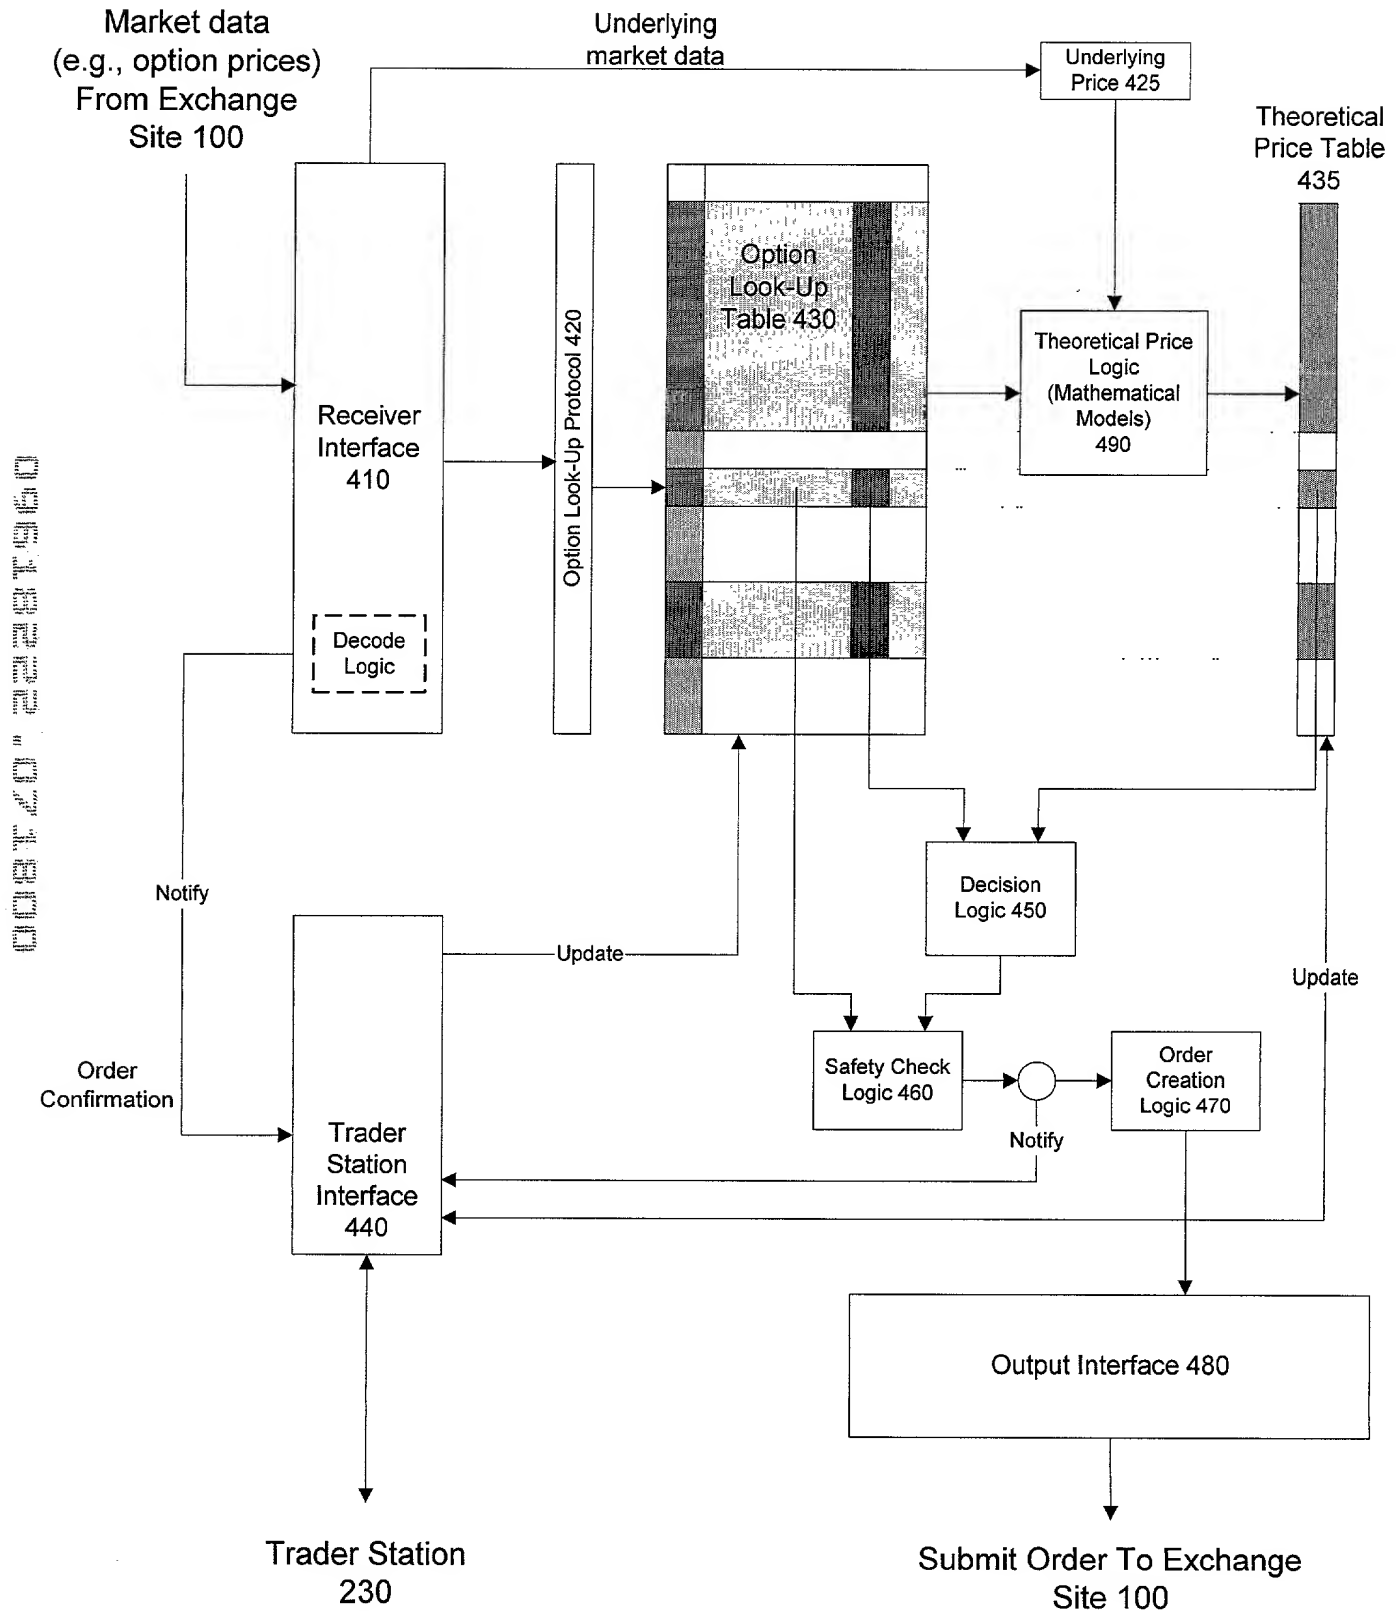 Market data
(e.g., option prices)
From Exchange
Site 100
Underlying
market data
Underlying
Price 425
Theoretical
Price Table
435
Option Look-Up Protocol 420
Option
Look-Up
Table 430
Theoretical Price
Logic
(Mathematical
Models)
490
Receiver
Interface
410
Decode
Logic
09618222 . 071800
Notify
Decision
Logic 450
Update
Update
Order
Confirmation
Safety Check
Logic 460
Order
Creation
Logic 470
Notify
Trader
Station
Interface
440
Output Interface 480
Trader Station
230
Submit Order To Exchange
Site 100